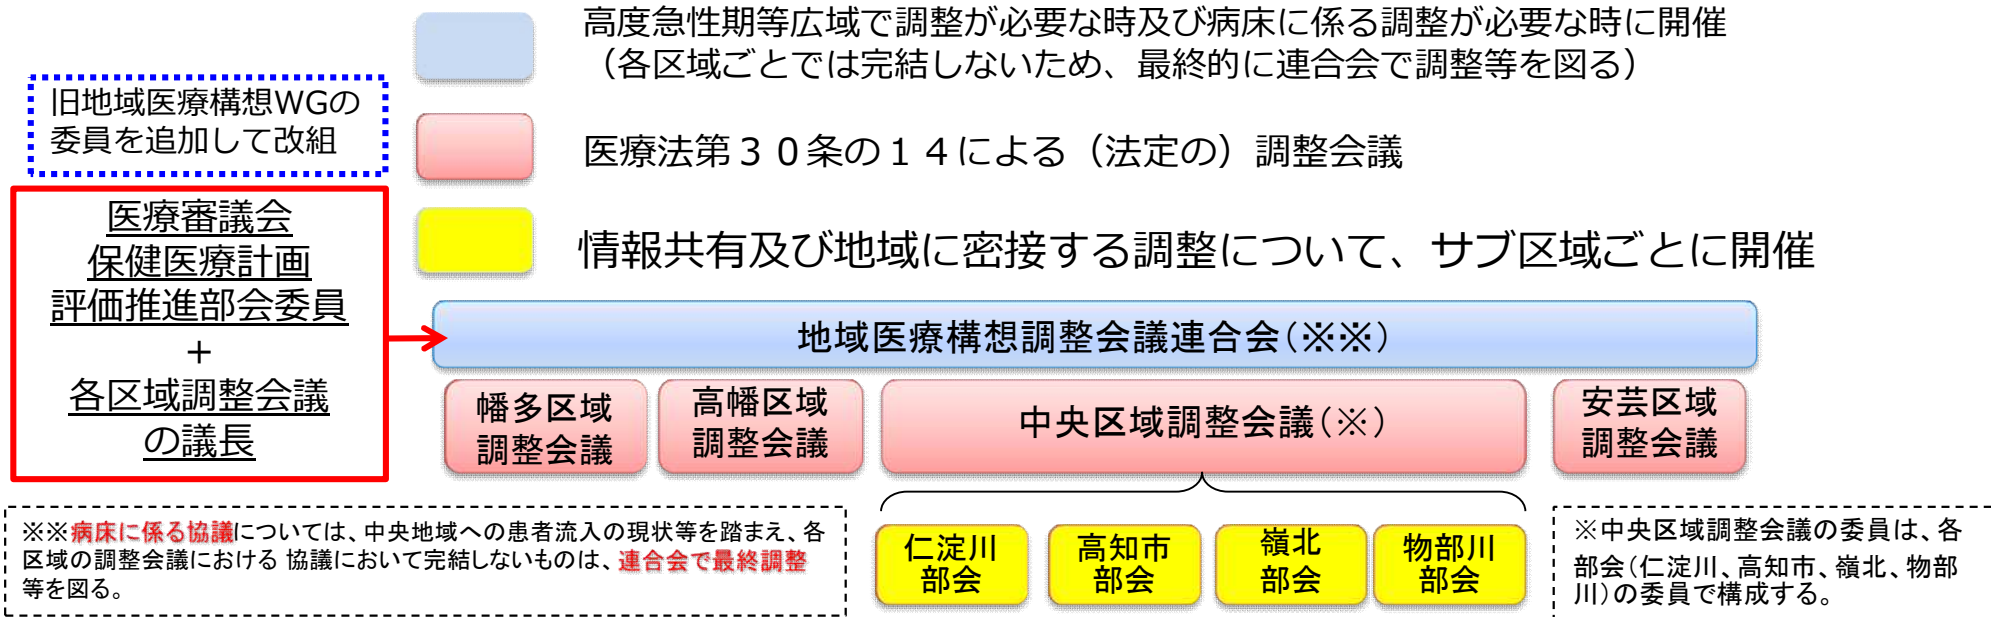 高度急性期等広域で調整が必要な時及び病床に係る調整が必要な時に開催
（各区域ごとでは完結しないため、最終的に連合会で調整等を図る）
旧地域医療構想WGの
委員を追加して改組
医療法第３０条の１４による（法定の）調整会議
医療審議会
保健医療計画
評価推進部会委員
＋
各区域調整会議
の議長
情報共有及び地域に密接する調整について、サブ区域ごとに開催
地域医療構想調整会議連合会（※※）
幡多区域
調整会議
高幡区域
調整会議
中央区域調整会議（※）
安芸区域
調整会議
仁淀川
部会
高知市
部会
嶺北
部会
物部川
部会
※※病床に係る協議については、中央地域への患者流入の現状等を踏まえ、各
区域の調整会議における 協議において完結しないものは、連合会で最終調整
等を図る。
※中央区域調整会議の委員は、各
部会（仁淀川、高知市、嶺北、物部
川）の委員で構成する。